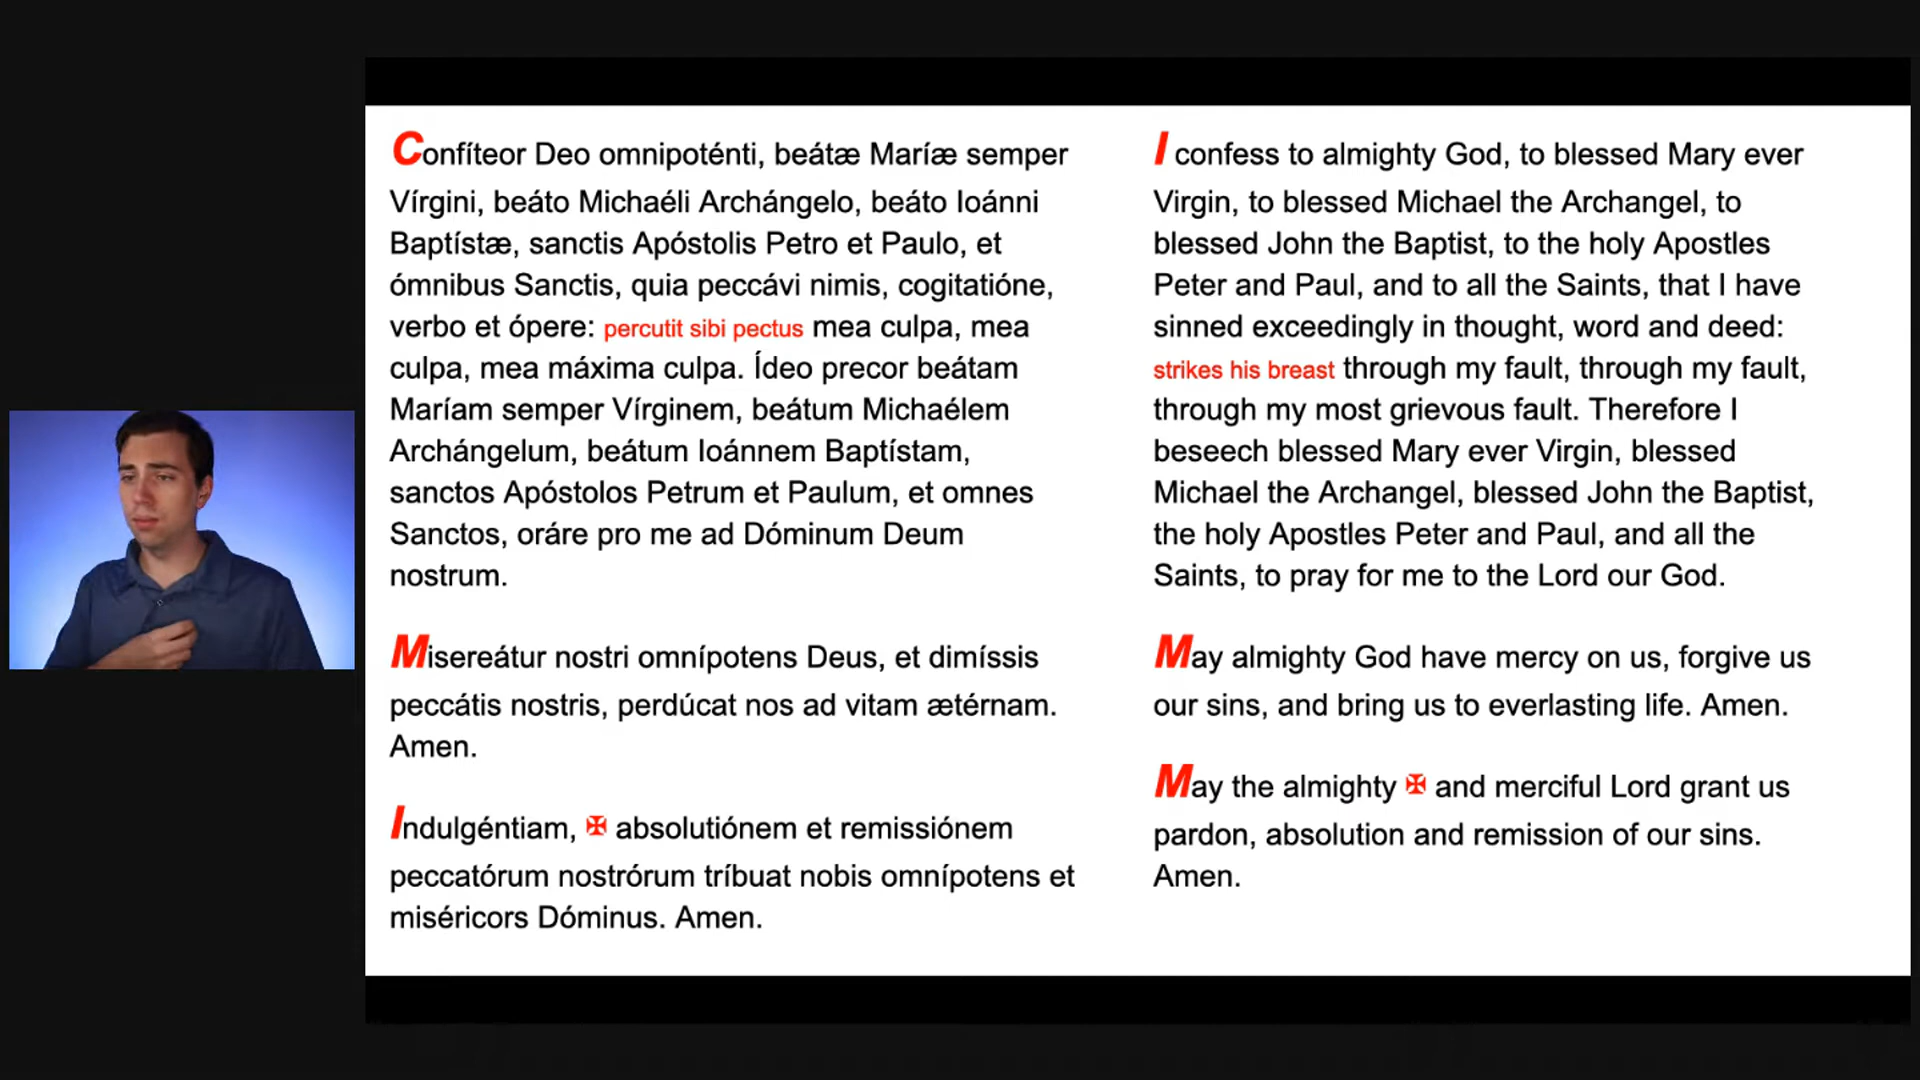 Confíteor Deo omnipoténti, beátæ Maríæ semper
Vírgini, beáto Michaéli Archángelo, beáto Ioánni
Baptístæ, sanctis Apóstolis Petro et Paulo, et
ómnibus Sanctis, quia peccávi nimis, cogitatióne,
verbo et ópere: percutit sibi pectus mea culpa, mea
culpa, mea máxima culpa. Ídeo precor beátam
Maríam semper Vírginem, beátum Michaélem
Archángelum, beátum Ioánnem Baptístam,
sanctos Apóstolos Petrum et Paulum, et omnes
Sanctos, oráre pro me ad Dóminum Deum
nostrum.
Misereátur nostri omnípotens Deus, et dimíssis
peccátis nostris, perdúcat nos ad vitam ætérnam.
Amen.
Indulgéntiam, ✠ absolutiónem et remissiónem
peccatórum nostrórum tríbuat nobis omnípotens et
miséricors Dóminus. Amen.
I confess to almighty God, to blessed Mary ever
Virgin, to blessed Michael the Archangel, to
blessed John the Baptist, to the holy Apostles
Peter and Paul, and to all the Saints, that I have
sinned exceedingly in thought, word and deed:
strikes his breast through my fault, through my fault,
through my most grievous fault. Therefore I
beseech blessed Mary ever Virgin, blessed
Michael the Archangel, blessed John the Baptist,
the holy Apostles Peter and Paul, and all the
Saints, to pray for me to the Lord our God.
May almighty God have mercy on us, forgive us
our sins, and bring us to everlasting life. Amen.
May the almighty ✠ and merciful Lord grant us
pardon, absolution and remission of our sins.
Amen.